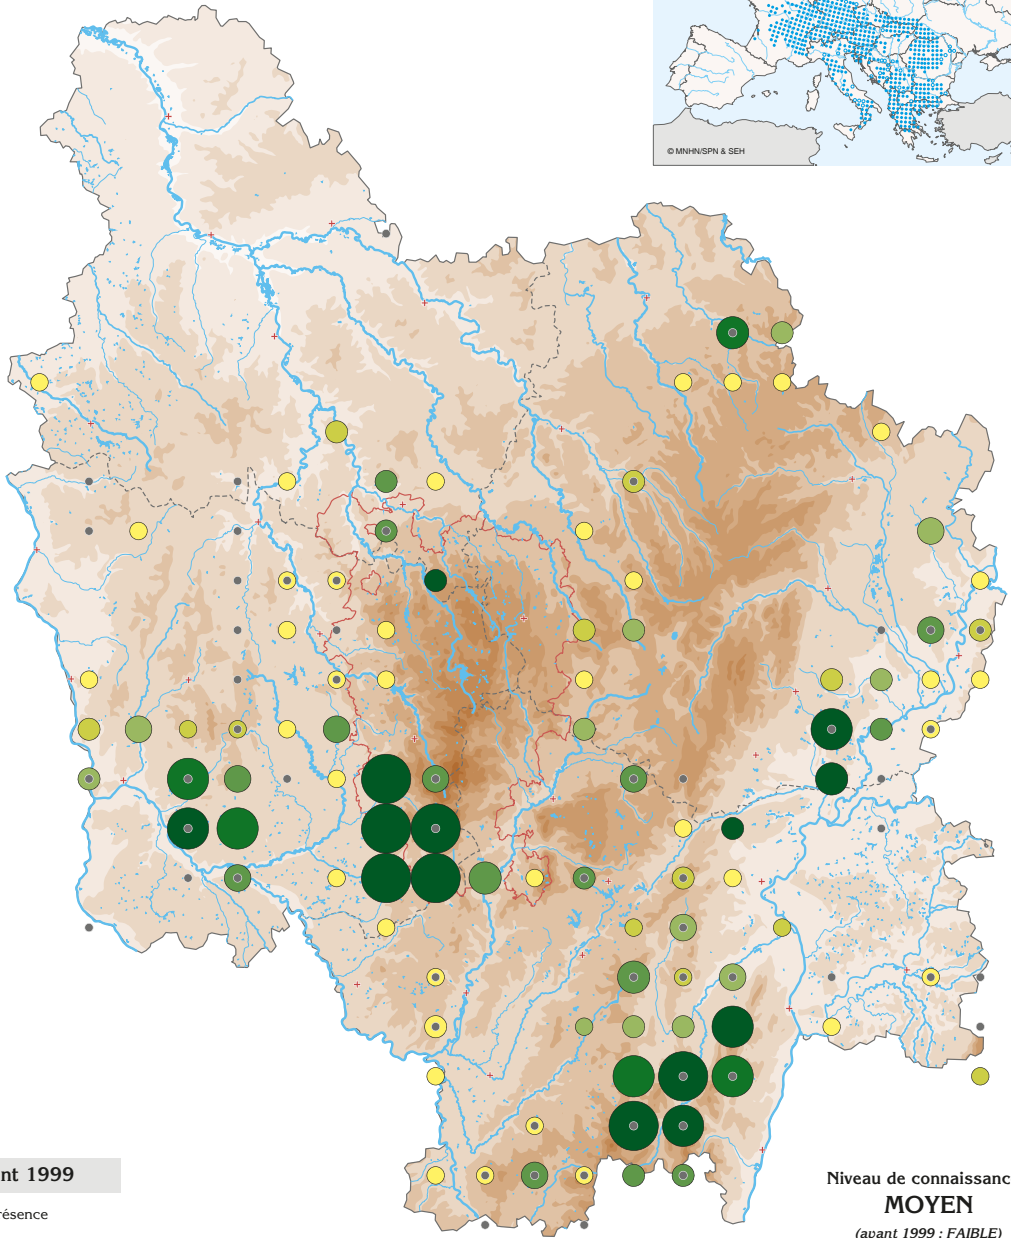 © MNHN/SPN & SEH
nt 1999
résence
Niveau de connaissanc
MOYEN
(avant 1999 : FAIBLE)